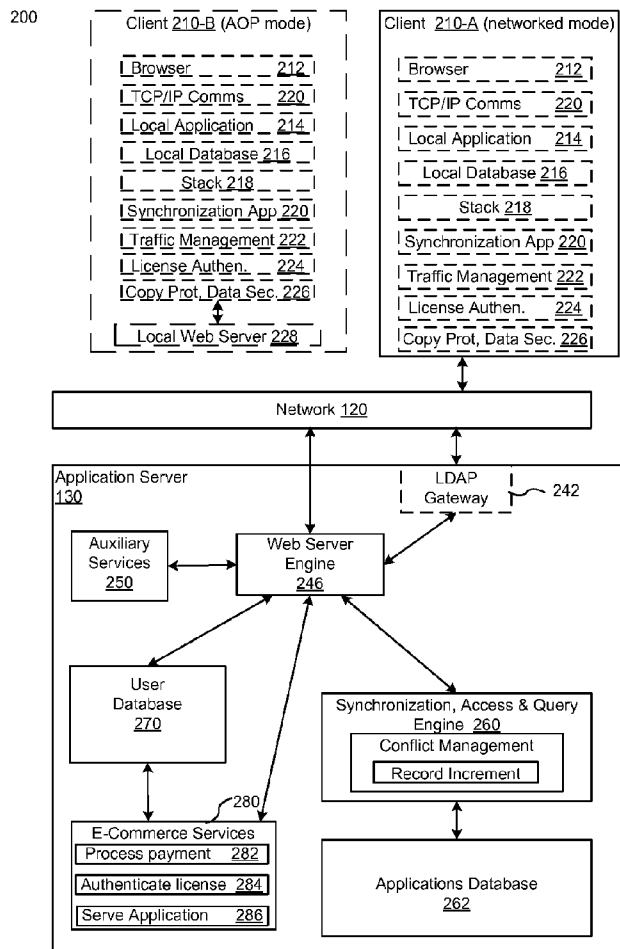 200
Client 210-B (AOP mode)
Browser 212
TCP/IP Comms 220
Local Application 214
Local Database 216
Stack 218
Synchronization App 220
Traffic Management 222
License Authen. 224
Copy Prot, Data Sec. 226
Local Web Server 228
Client 210-A (networked mode)
Browser 212
TCP/IP Comms 220
Local Application 214
Local Database 216
Stack 218
Synchronization App 220
Traffic Management 222
License Authen. 224
Copy Prot, Data Sec. 226
Network 120
Application Server
130
LDAP
Gateway
242
Auxiliary
Services
250
Web Server
Engine
246
User
Database
270
Synchronization, Access & Query
Engine 260
Conflict Management
Record Increment
280
E-Commerce Services
Process payment 282
Authenticate license 284
Serve Application 286
Applications Database
262